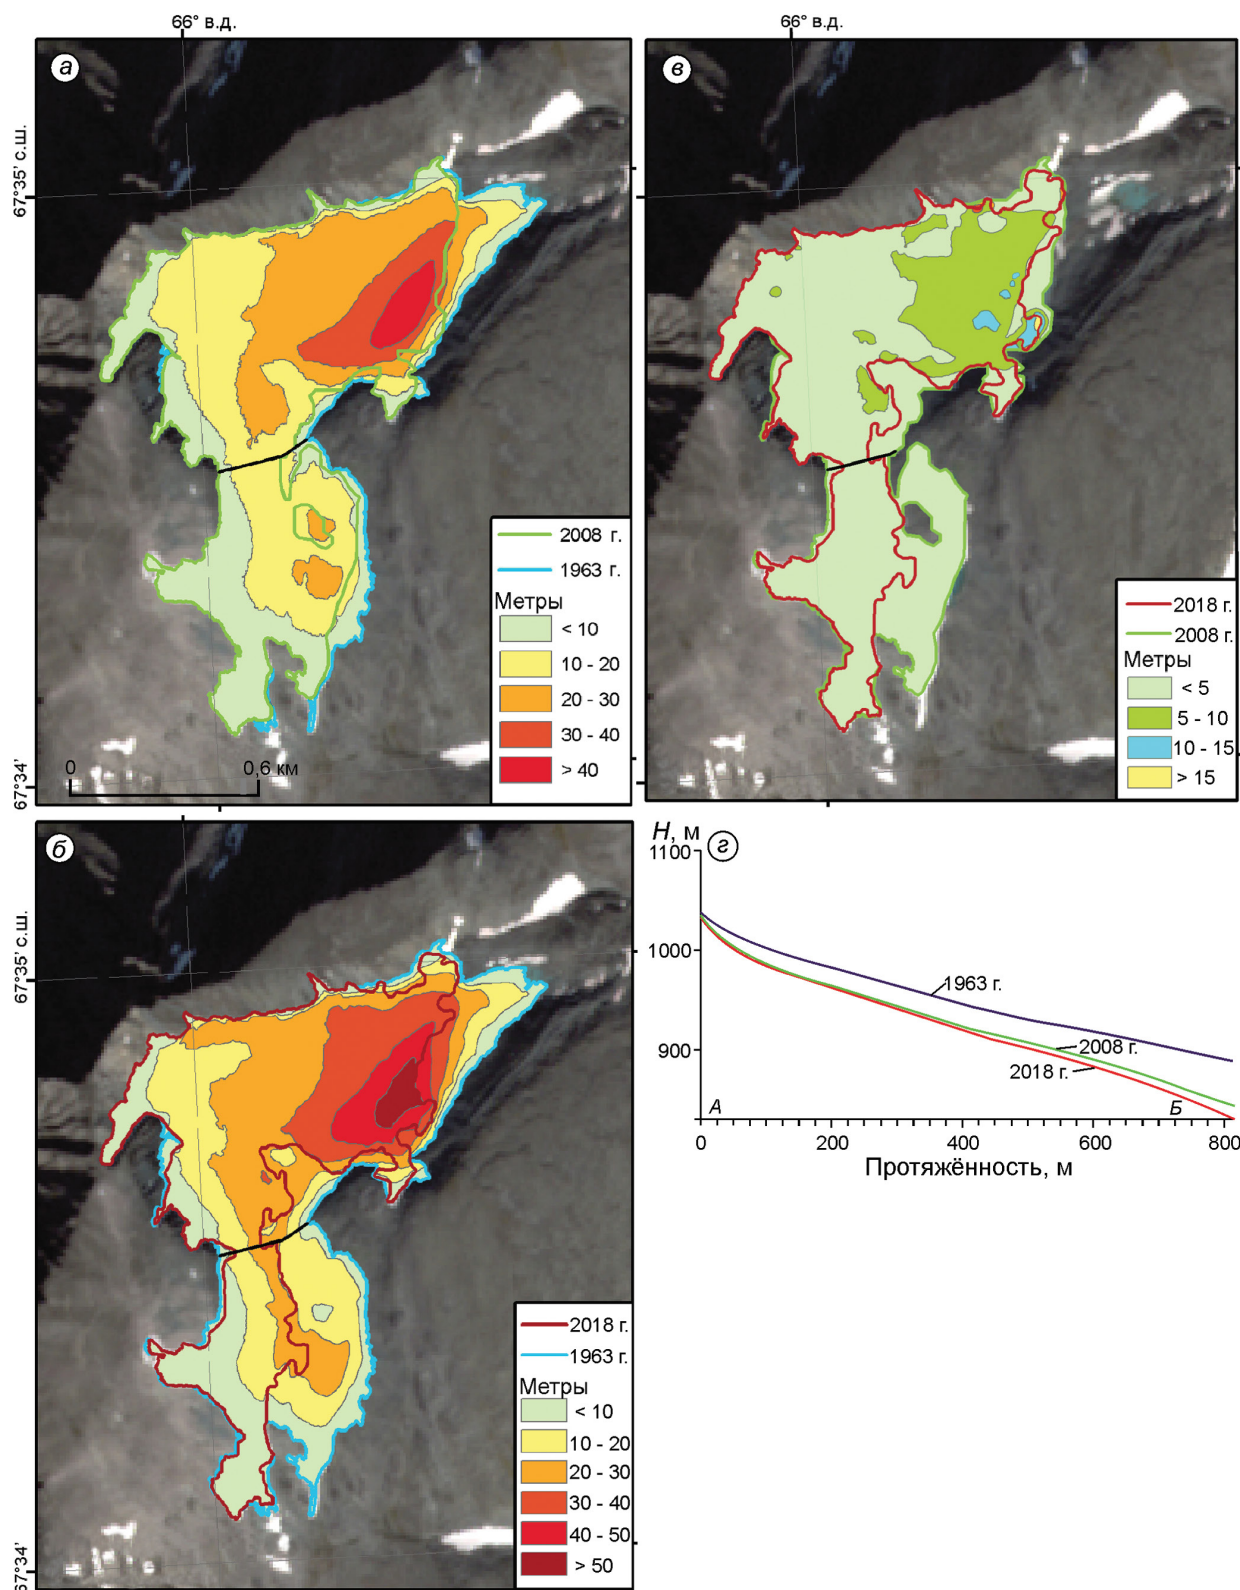 66° в.д.
а
67°35' с.ш.
67°34'
0
0,6 км
2008 г.
1963 г.
Метры
< 10
10 - 20
20 - 30
30 - 40
> 40
66° в.д.
в
2018 г.
2008 г.
Метры
< 5
5 - 10
10 - 15
> 15
б
67°35' с.ш.
67°34'
2018 г.
1963 г.
Метры
< 10
10 - 20
20 - 30
30 - 40
40 - 50
> 50
Н, м
г
1100
1000
900
1963 г.
2008 г.
2018 г.
А
Б
0
200
400
600
800
Протяжённость, м